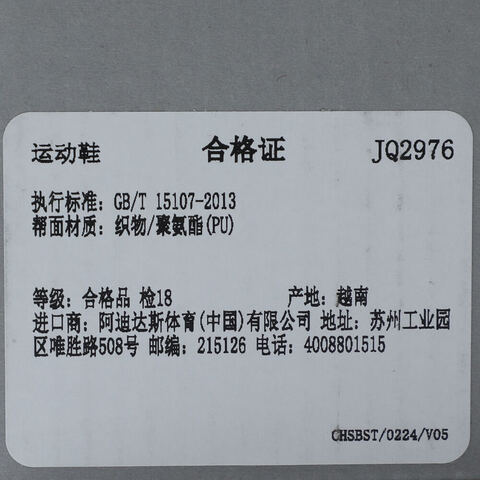 运动鞋 合格证 JQ2976
执行标准: GB/T 15107-2013
帮面材质: 织物/聚氨酯(PU)
等级: 合格品 检18 产地: 越南
进口商: 阿迪达斯体育(中国)有限公司 地址: 苏州工业园
区唯胜路508号 邮编: 215126 电话: 4008801515
CHSBST/0224/V05